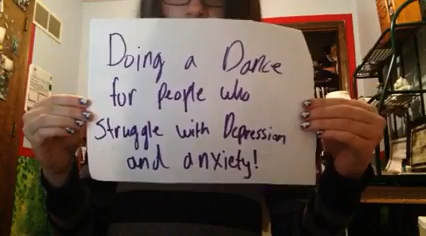 Doing a Dance
for people who
Struggle with Depression
and anxiety!